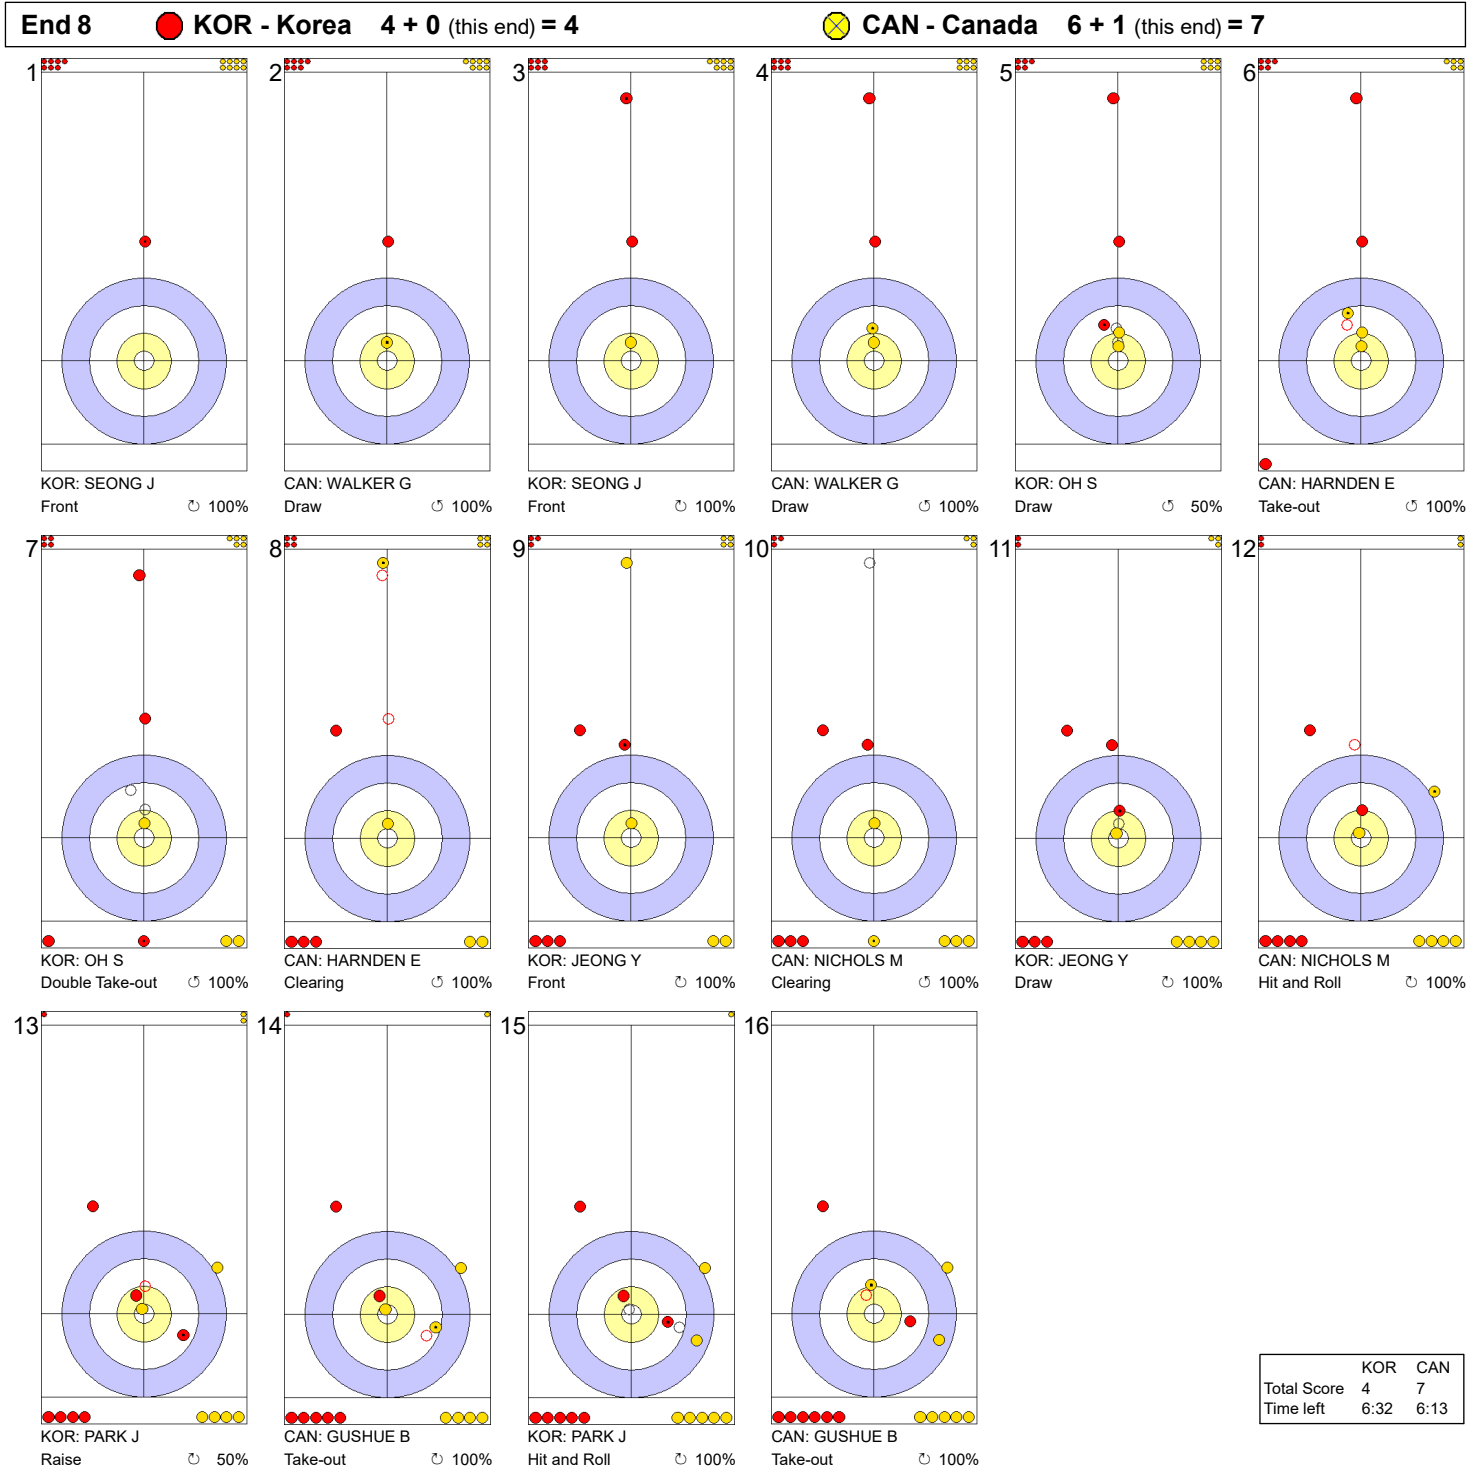 End 8 KOR - Korea 4 + 0 (this end) = 4 CAN - Canada 6 + 1 (this end) = 7
1 2 3 4 5 6
KOR: SEONG J CAN: WALKER G KOR: SEONG J CAN: WALKER G KOR: OH S CAN: HARNDEN E
Front 100% Draw 100% Front 100% Draw 100% Draw 50% Take-out 100%
7 8 9 10 11 12
KOR: OH S CAN: HARNDEN E KOR: JEONG Y CAN: NICHOLS M KOR: JEONG Y CAN: NICHOLS M
Double Take-out 100% Clearing 100% Front 100% Clearing 100% Draw 100% Hit and Roll 100%
13 14 15 16
KOR CAN
Total Score 4 7
Time left 6:32 6:13
KOR: PARK J CAN: GUSHUE B KOR: PARK J CAN: GUSHUE B
Raise 50% Take-out 100% Hit and Roll 100% Take-out 100%